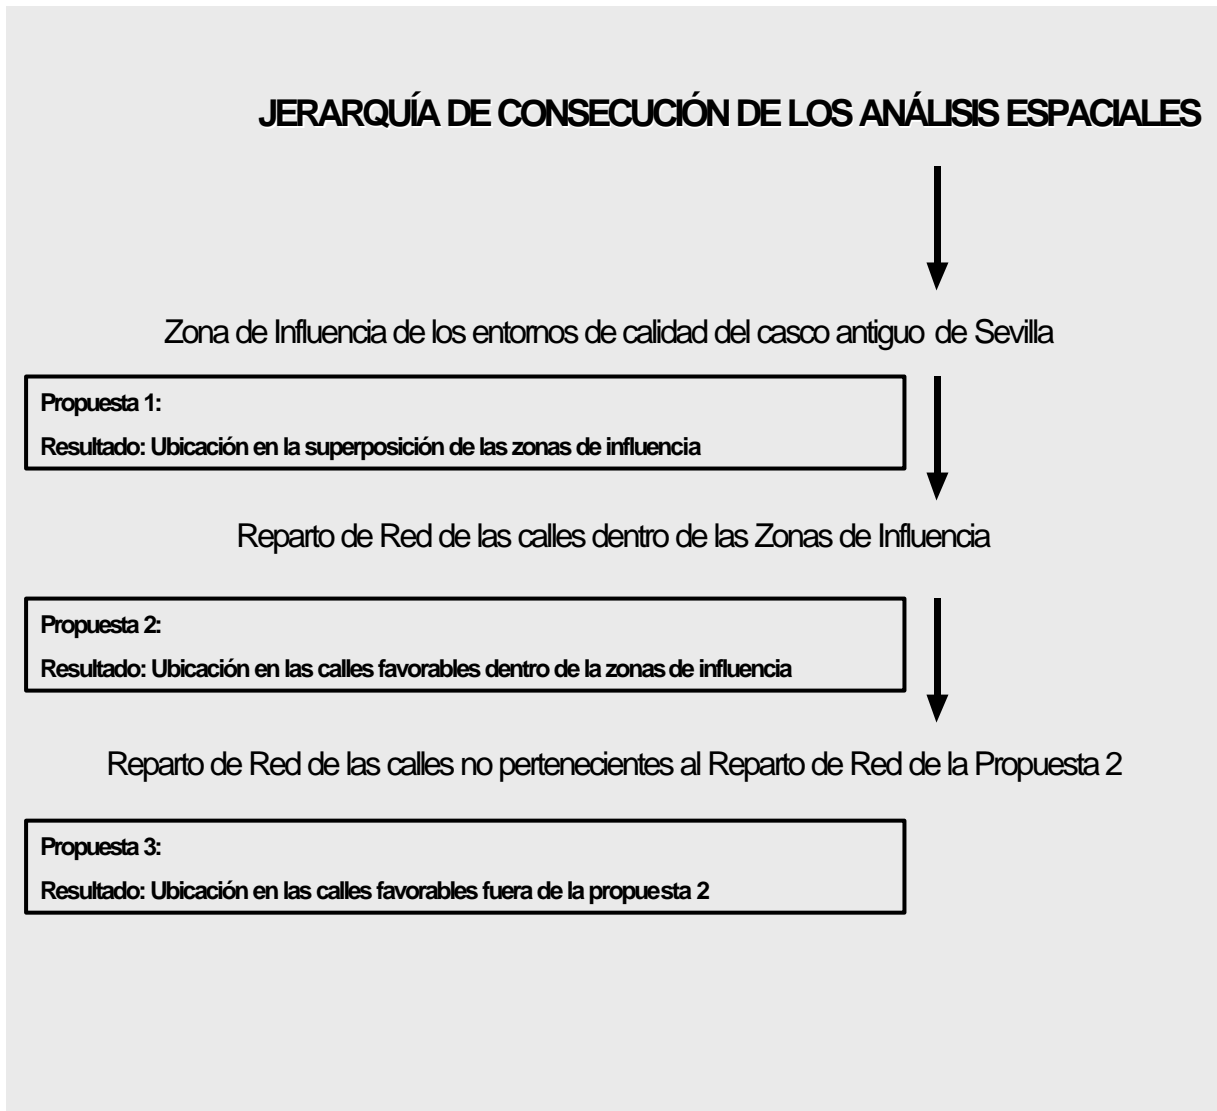 JERARQUÍA DE CONSECUCIÓN DE LOS ANÁLISIS ESPACIALES
Zona de Influencia de los entornos de calidad del casco antiguo de Sevilla
Propuesta 1:
Resultado: Ubicación en la superposición de las zonas de influencia
Reparto de Red de las calles dentro de las Zonas de Influencia
Propuesta 2:
Resultado: Ubicación en las calles favorables dentro de la zonas de influencia
Reparto de Red de las calles no pertenecientes al Reparto de Red de la Propuesta 2
Propuesta 3:
Resultado: Ubicación en las calles favorables fuera de la propuesta 2